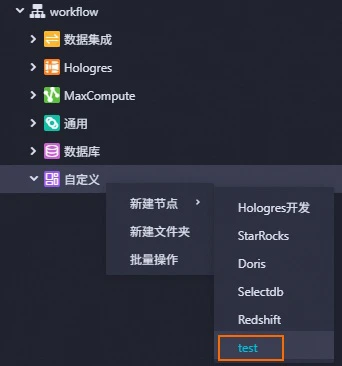 workflow
数据集成
Hologres
MaxCompute
通用
数据库
自定义
新建节点
新建文件夹
批量操作
Hologres开发
StarRocks
Doris
Selectdb
Redshift
test